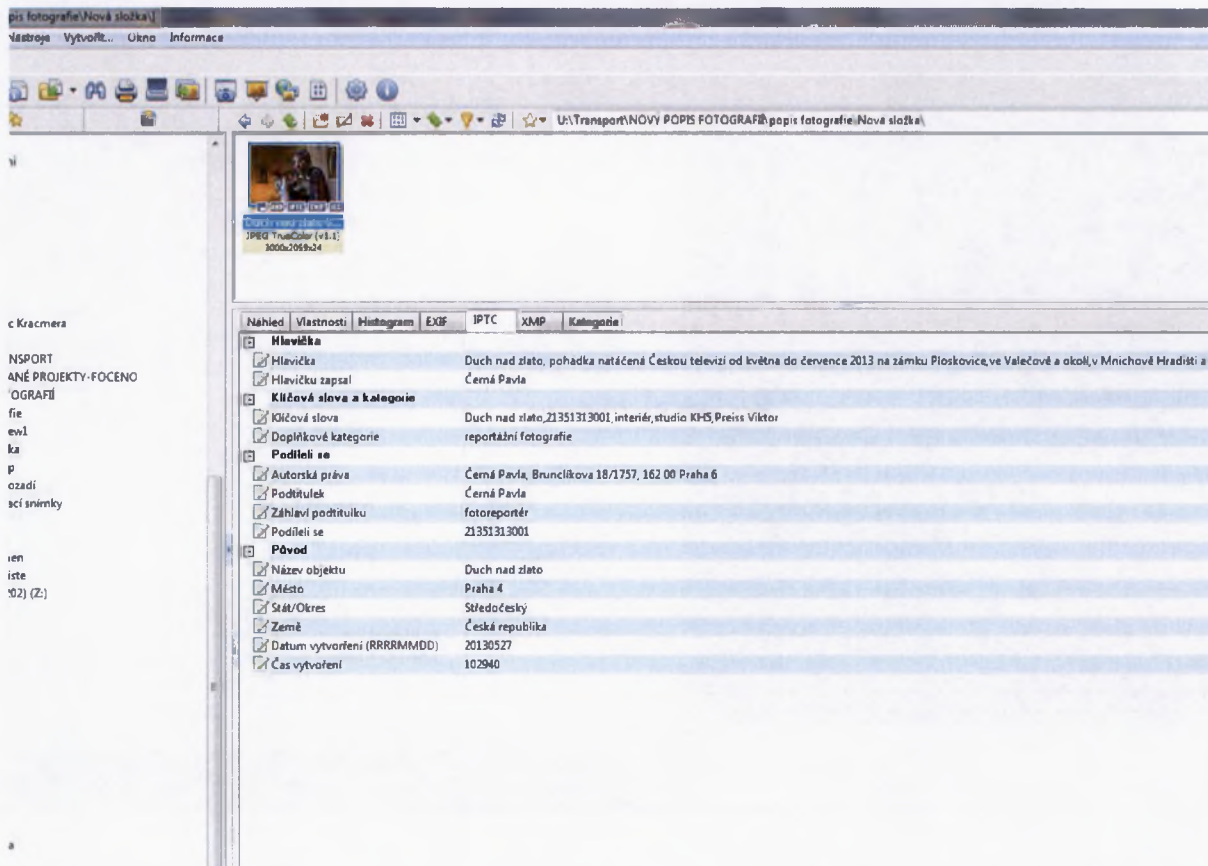 pis fotografie\Nová složka\[
Nástroje Vytvořit... Okno Informace
U:\Transport\NOVÝ POPIS FOTOGRAFIÍ\popis fotografie\Nová složka\
JPEG TrueColor (v1.1)
c Kracmera
NSPORT
ANÉ PROJEKTY-FOCENO
OGRAFIÍ
fie
ew1
ka
p
ozadí
ací snímky
nen
iste
02) (Z:)
a
Náhled Vlastnosti Histogram EXIF IPTC XMP Kategorie
Hlavička
Hlavička Duch nad zlato, pohádka natáčená Českou televizí od května do července 2013 na zámku Ploskovice,ve Valečově a okolí,v Mnichově Hradišti a
Hlavičku zapsal Černá Pavla
Klíčová slova a kategorie
Klíčová slova Duch nad zlato,21351313001,interiér,studio KH5,Preiss Viktor
Doplňkové kategorie reportážní fotografie
Podíleli se
Autorská práva Černá Pavla, Brunclíkova 18/1757, 162 00 Praha 6
Podtitulek Černá Pavla
Záhlaví podtitulku fotoreportér
Podíleli se 21351313001
Původ
Název objektu Duch nad zlato
Město Praha 4
Stát/Okres Středočeský
Země Česká republika
Datum vytvoření (RRRRMMDD) 20130527
Čas vytvoření 102940